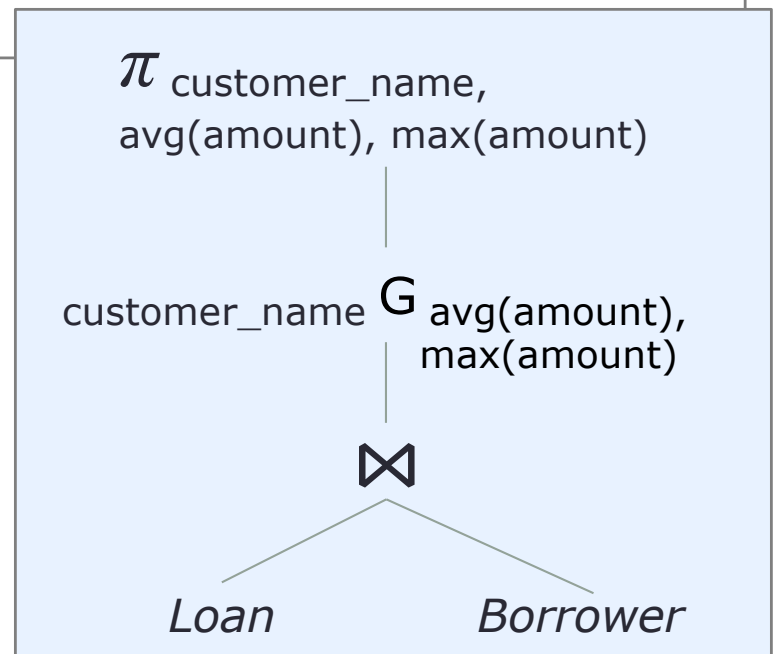 π customer_name,
avg(amount), max(amount)
customer_name G avg(amount),
max(amount)
⋈
Loan Borrower